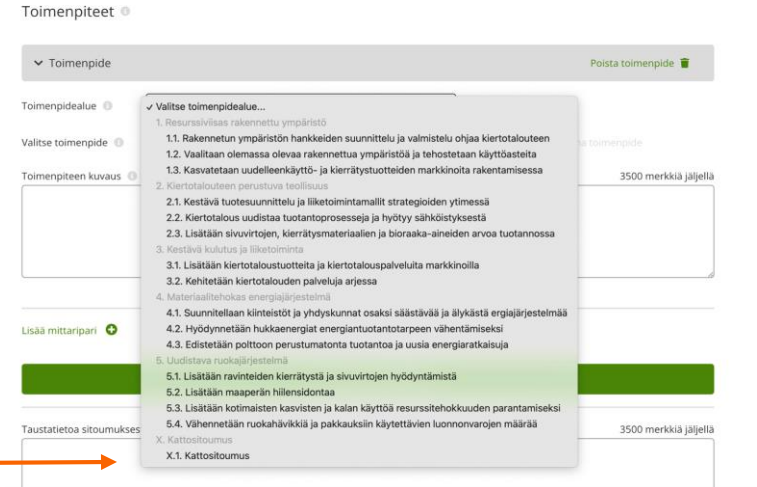 Toimenpiteet
Toimenpide
Poista toimenpide
Toimenpidealue
✓ Valitse toimenpidealue...
1. Resurssiviisas rakennettu ympäristö
1.1. Rakennetun ympäristön hankkeiden suunnittelu ja valmistelu ohjaa kiertotalouteen
Valitse toimenpide
1.2. Vaalitaan olemassa olevaa rakennettua ympäristöä ja tehostetaan käyttöasteita
toimenpide
1.3. Kasvatetaan uudelleenkäyttö- ja kierrätystuotteiden markkinoita rakentamisessa
Toimenpiteen kuvaus
3500 merkkiä jäljellä
2. Kiertotalouteen perustuva teollisuus
2.1. Kestävä tuotesuunnittelu ja liiketoimintamallit strategioiden ytimessä
2.2. Kiertotalous uudistaa tuotantoprosesseja ja hyötyy sähköistyksestä
2.3. Lisätään sivuvirtojen, kierrätysmateriaalien ja bioraaka-aineiden arvoa tuotannossa
3. Kestävä kulutus ja liiketoiminta
3.1. Lisätään kiertotaloustuotteita ja kiertotalouspalveluita markkinoilla
3.2. Kehitetään kiertotalouden palveluja arjessa
4. Materiaalitehokas energiajärjestelmä
4.1. Suunnitellaan kiinteistöt ja yhdyskunnat osaksi säästävää ja älykästä ergiajärjestelmää
Lisää mittaripari
4.2. Hyödynnetään hukkaenergiat energiantuotantotarpeen vähentämiseksi
4.3. Edistetään polttoon perustumatonta tuotantoa ja uusia energiaratkaisuja
5. Uudistava ruokajärjestelmä
5.1. Lisätään ravinteiden kierrätystä ja sivuvirtojen hyödyntämistä
5.2. Lisätään maaperän hiilensidontaa
5.3. Lisätään kotimaisten kasvisten ja kalan käyttöä resurssitehokkuuden parantamiseksi
5.4. Vähennetään ruokahävikkiä ja pakkauksiin käytettävien luonnonvarojen määrää
Taustatietoa sitoumukses
3500 merkkiä jäljellä
X. Kattositoumus
X.1. Kattositoumus